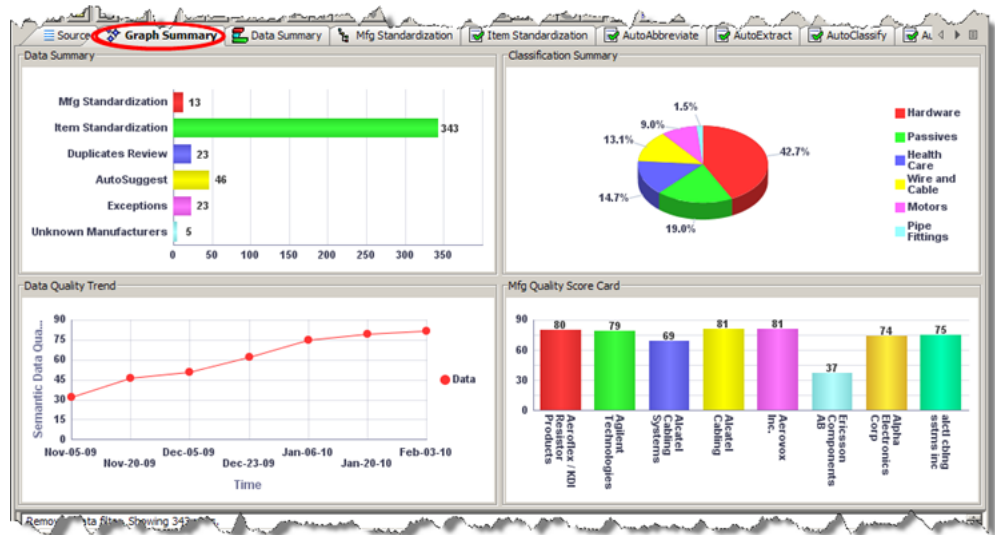 Source
Graph Summary
Data Summary
Mfg Standardization
Item Standardization
AutoAbbreviate
AutoExtract
AutoClassify
Data Summary
Mfg Standardization
13
Item Standardization
343
Duplicates Review
23
AutoSuggest
46
Exceptions
23
Unknown Manufacturers
5
0 50 100 150 200 250 300 350
Classification Summary
1.5%
9.0%
13.1%
42.7%
14.7%
19.0%
Hardware
Passives
Health
Care
Wire and
Cable
Motors
Pipe
Fittings
Data Quality Trend
Semantic Data Qua...
90
75
60
45
30
15
0
Nov-05-09
Nov-20-09
Dec-05-09
Dec-23-09
Jan-06-10
Jan-20-10
Feb-03-10
Time
Data
Mfg Quality Score Card
90
60
30
0
80
79
69
81
81
37
74
75
Aeroflex / KDI
Resistor
Products
Agilent
Technologies
Alcatel
Cabling
Systems
Alcatel
Cabling
Aerovox
Inc.
Ericsson
Components
AB
Alpha
Electronics
Corp
alctl cblng
sstms inc
Showing 343